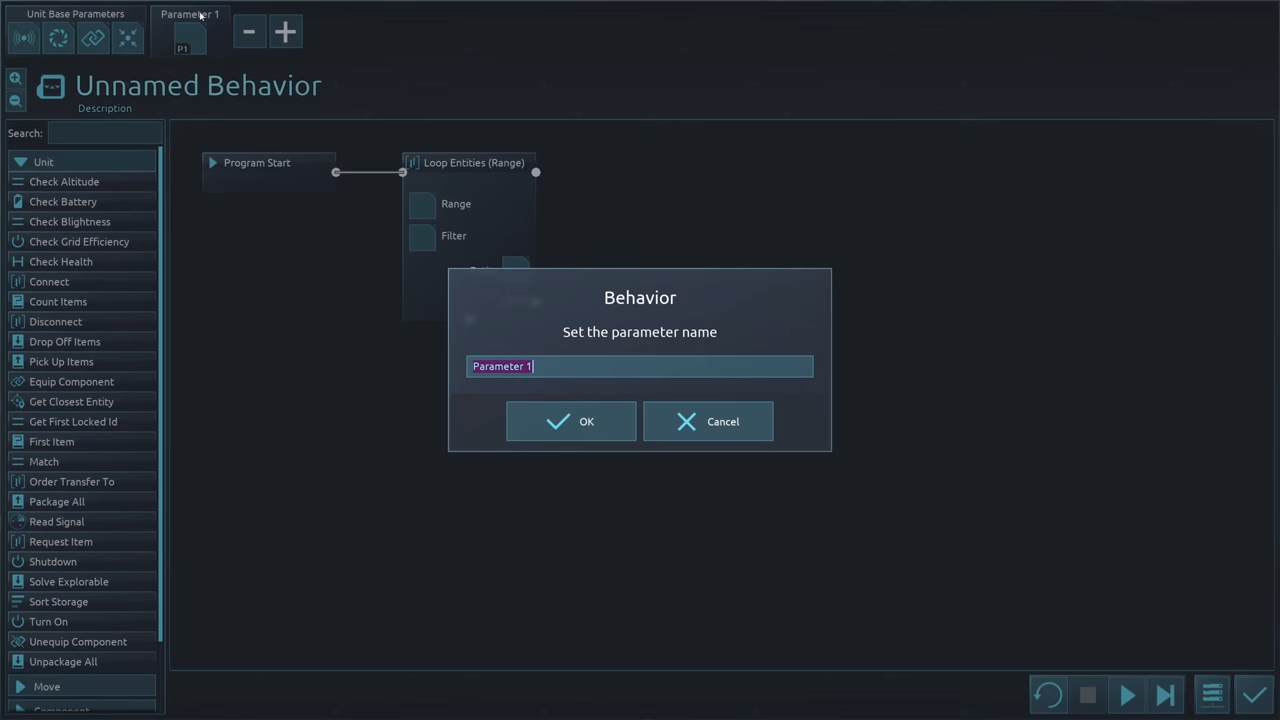 Unit Base Parameters
Parameter 1
P1
Unnamed Behavior
Description
Search:
Unit
Check Altitude
Check Battery
Check Blightness
Check Grid Efficiency
Check Health
Connect
Count Items
Disconnect
Drop Off Items
Pick Up Items
Equip Component
Get Closest Entity
Get First Locked Id
First Item
Match
Order Transfer To
Package All
Read Signal
Request Item
Shutdown
Solve Explorable
Sort Storage
Turn On
Unequip Component
Unpackage All
Move
Component
Program Start
Loop Entities (Range)
Range
Filter
Behavior
Set the parameter name
Parameter 1
OK
Cancel